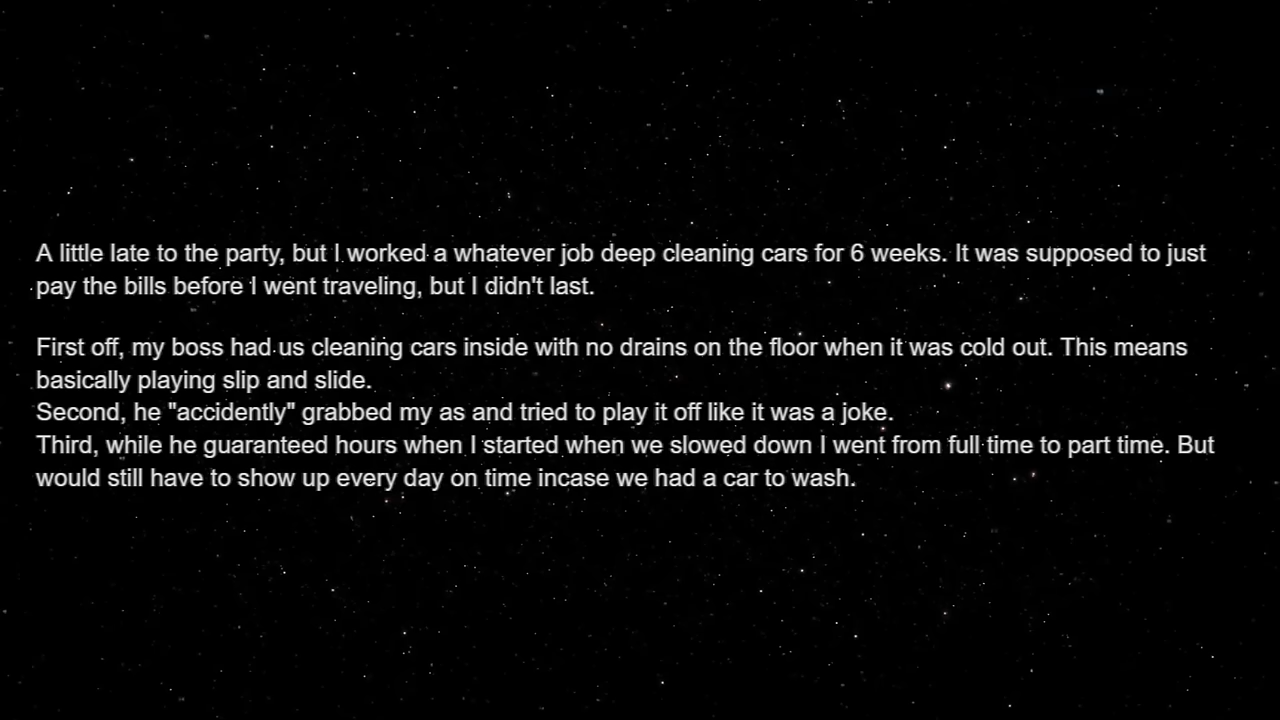 A little late to the party, but I worked a whatever job deep cleaning cars for 6 weeks. It was supposed to just
pay the bills before I went traveling, but I didn't last.
First off, my boss had us cleaning cars inside with no drains on the floor when it was cold out. This means
basically playing slip and slide.
Second, he "accidently" grabbed my as and tried to play it off like it was a joke.
Third, while he guaranteed hours when I started when we slowed down I went from full time to part time. But
would still have to show up every day on time incase we had a car to wash.